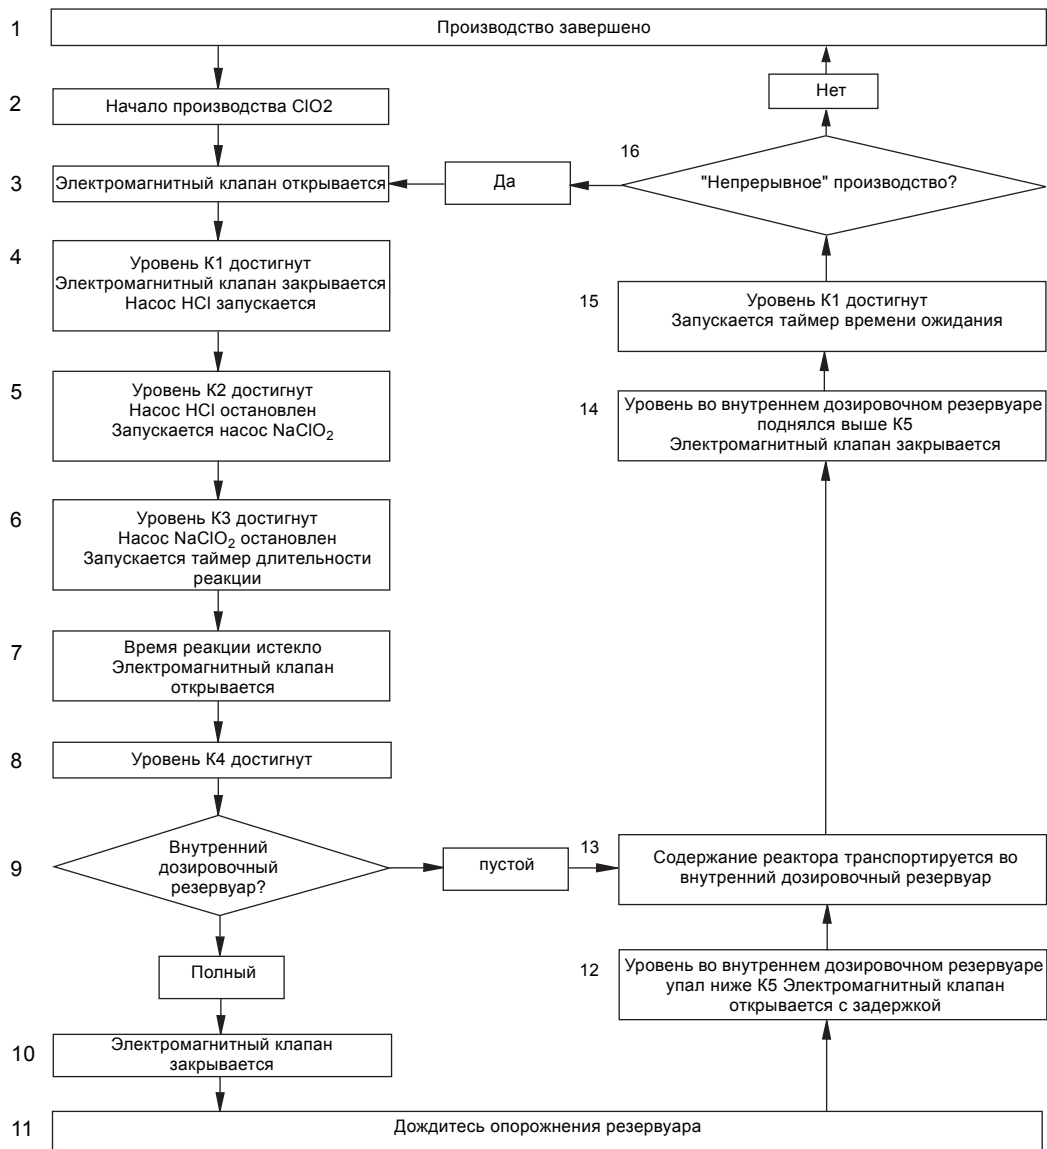 1
Производство завершено
Нет
2
Начало производства ClO2
16
3
Электромагнитный клапан открывается
Да
"Непрерывное" производство?
4
Уровень К1 достигнут
Электромагнитный клапан закрывается
Насос HCl запускается
15
Уровень К1 достигнут
Запускается таймер времени ожидания
5
Уровень К2 достигнут
Насос HCl остановлен
Запускается насос NaClO2
14
Уровень во внутреннем дозировочном резервуаре
поднялся выше К5
Электромагнитный клапан закрывается
6
Уровень К3 достигнут
Насос NaClO2 остановлен
Запускается таймер длительности
реакции
7
Время реакции истекло
Электромагнитный клапан
открывается
8
Уровень К4 достигнут
9
Внутренний
дозировочный
резервуар?
пустой
13
Содержание реактора транспортируется во
внутренний дозировочный резервуар
Полный
12
Уровень во внутреннем дозировочном резервуаре
упал ниже К5 Электромагнитный клапан
открывается с задержкой
10
Электромагнитный клапан
закрывается
11
Дождитесь опорожнения резервуара